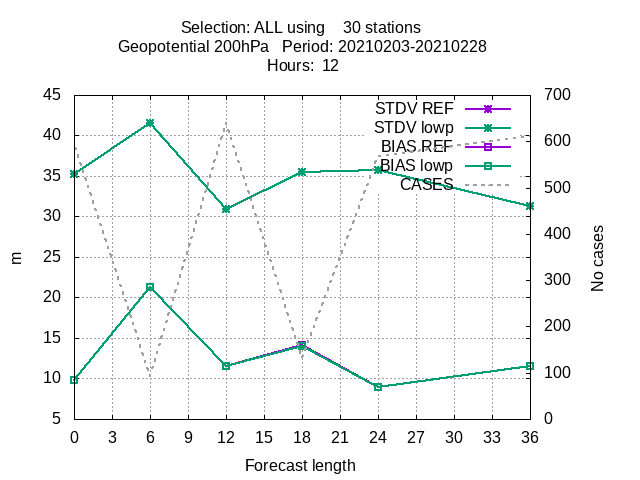 Selection: ALL using    30 stations
Geopotential 200hPa   Period: 20210203-20210228
Hours:  12
45
40
35
30
25
20
15
10
5
700
600
500
400
300
200
100
0
STDV REF
STDV lowp
BIAS REF
BIAS lowp
CASES
m
No cases
0 3 6 9 12 15 18 21 24 27 30 33 36
Forecast length